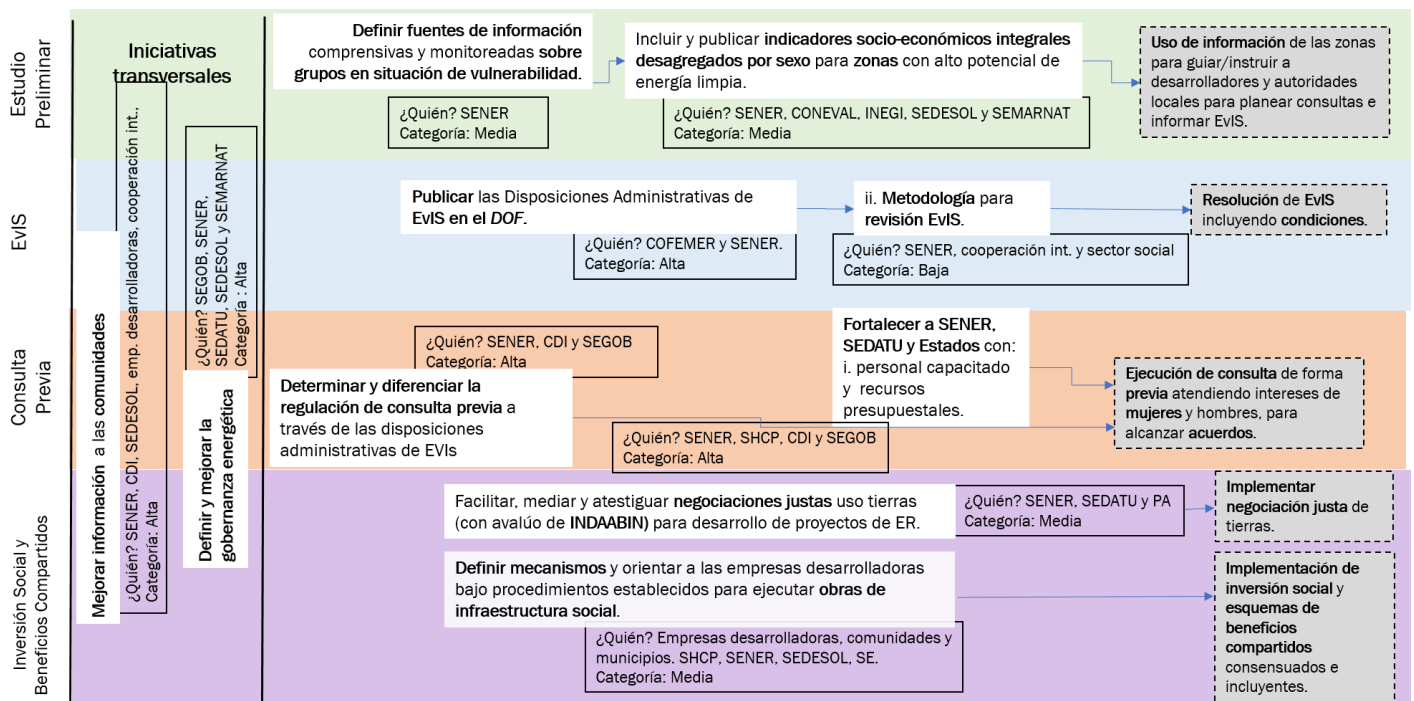 Estudio
Preliminar
Iniciativas
transversales
Definir fuentes de información
comprensivas y monitoreadas sobre
grupos en situación de vulnerabilidad.
¿Quién? SENER
Categoría: Media
Incluir y publicar indicadores socio-económicos integrales
desagregados por sexo para zonas con alto potencial de
energía limpia.
¿Quién? SENER, CONEVAL, INEGI, SEDESOL y SEMARNAT
Categoría: Media
Uso de información de las zonas
para guiar/instruir a
desarrolladores y autoridades
locales para planear consultas e
informar EvIS.
Mejorar información a las comunidades
¿Quién? SENER, CDI, SEDESOL, emp. desarrolladoras, cooperación int.,
Categoría: Alta
¿Quién? SEGOB. SENER,
SEDATU, SEDESOL y SEMARNAT
Categoría : Alta
Definir y mejorar la
gobernanza energética
EvIS
Publicar las Disposiciones Administrativas de
EvIS en el DOF.
¿Quién? COFEMER y SENER.
Categoría: Alta
ii. Metodología para
revisión EvIS.
¿Quién? SENER, cooperación int. y sector social
Categoría: Baja
Resolución de EvIS
incluyendo condiciones.
Consulta
Previa
¿Quién? SENER, CDI y SEGOB
Categoría: Alta
Determinar y diferenciar la
regulación de consulta previa a
través de las disposiciones
administrativas de EVIs
Fortalecer a SENER,
SEDATU y Estados con:
i. personal capacitado
y recursos
presupuestales.
¿Quién? SENER, SHCP, CDI y SEGOB
Categoría: Alta
Ejecución de consulta de forma
previa atendiendo intereses de
mujeres y hombres, para
alcanzar acuerdos.
Inversión Social y
Beneficios Compartidos
Facilitar, mediar y atestiguar negociaciones justas uso tierras
(con avalúo de INDAABIN) para desarrollo de proyectos de ER.
¿Quién? SENER, SEDATU y PA
Categoría: Media
Implementar
negociación justa de
tierras.
Definir mecanismos y orientar a las empresas desarrolladoras
bajo procedimientos establecidos para ejecutar obras de
infraestructura social.
¿Quién? Empresas desarrolladoras, comunidades y
municipios. SHCP, SENER, SEDESOL, SE.
Categoría: Media
Implementación de
inversión social y
esquemas de
beneficios
compartidos
consensuados e
incluyentes.